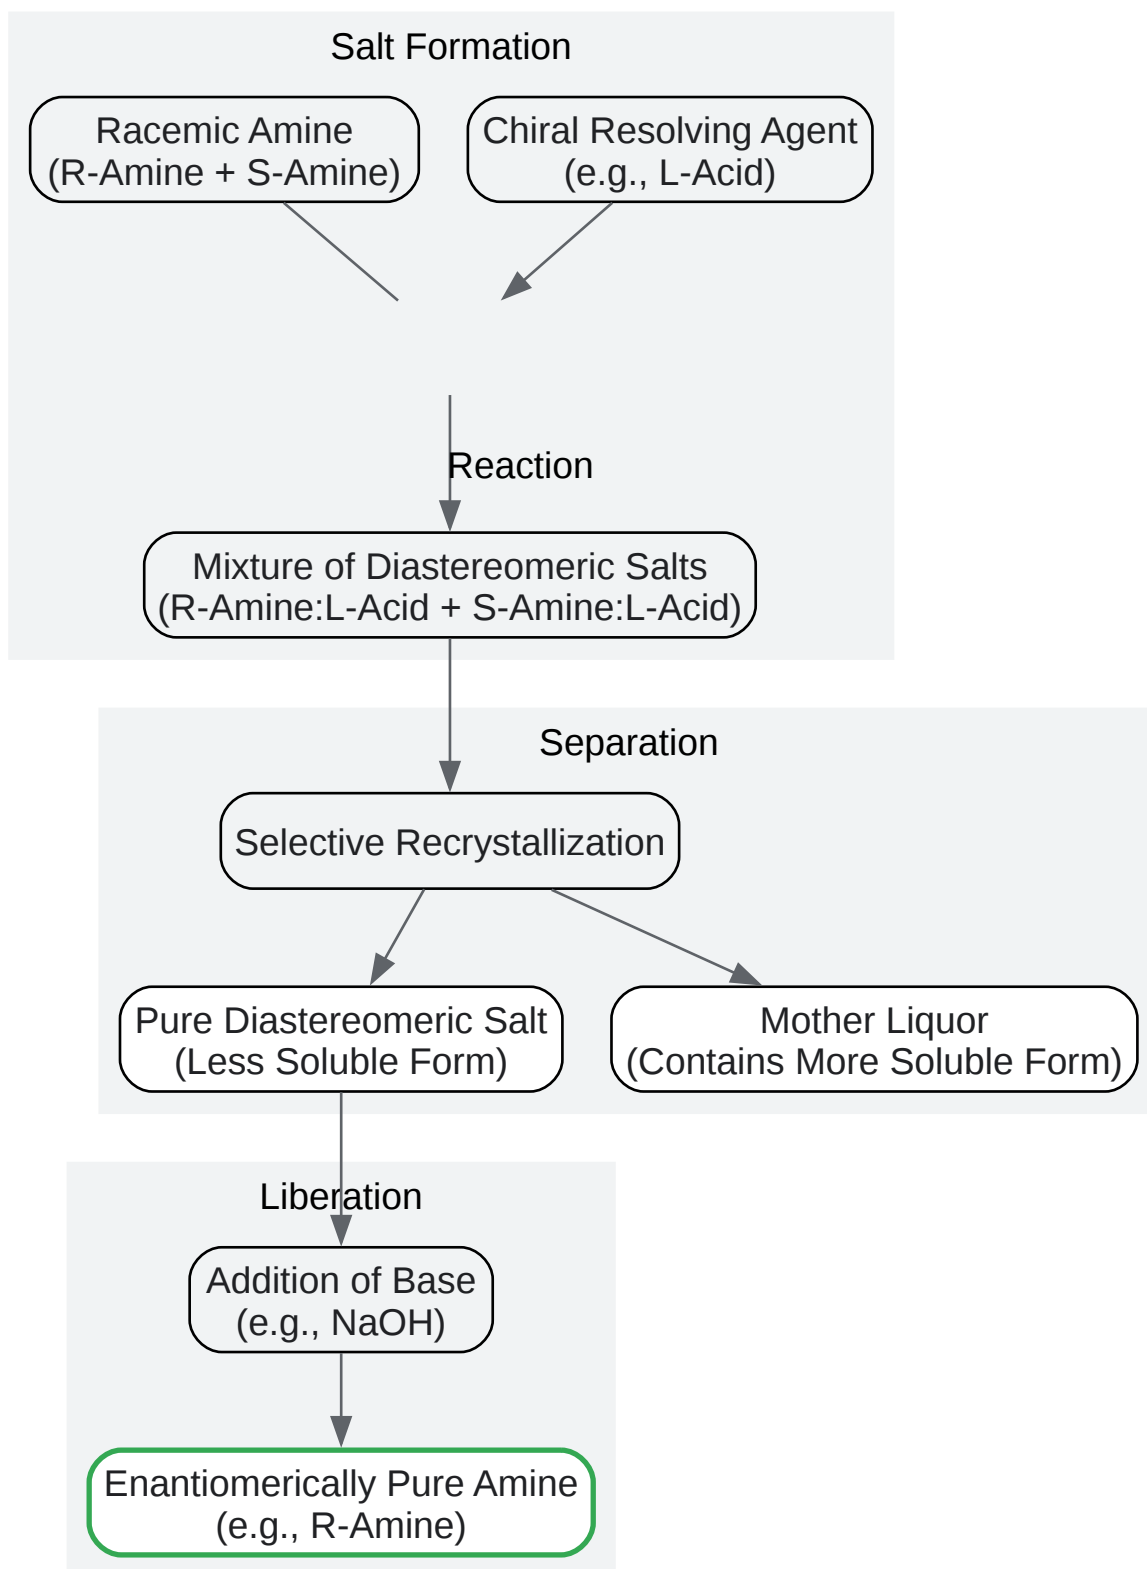 Salt Formation
Racemic Amine
(R-Amine + S-Amine)
Chiral Resolving Agent
(e.g., L-Acid)
Reaction
Mixture of Diastereomeric Salts
(R-Amine:L-Acid + S-Amine:L-Acid)
Separation
Selective Recrystallization
Pure Diastereomeric Salt
(Less Soluble Form)
Mother Liquor
(Contains More Soluble Form)
Liberation
Addition of Base
(e.g., NaOH)
Enantiomerically Pure Amine
(e.g., R-Amine)